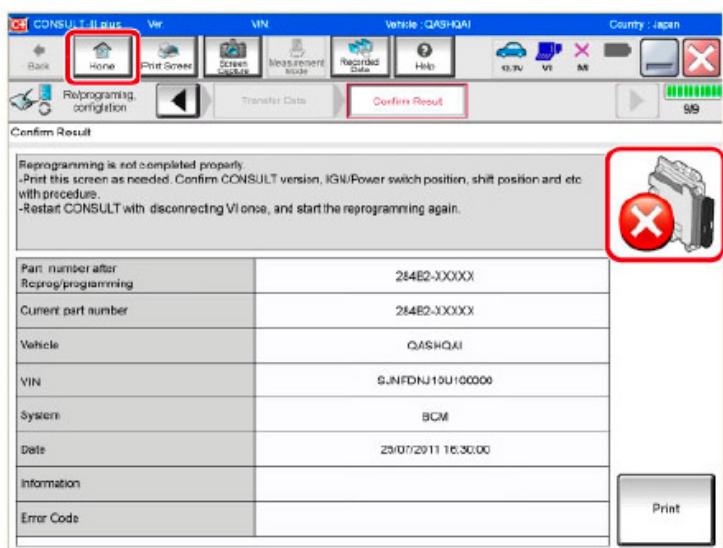 CONSULT-III plus Ver. VIN: Vehicle : QASHQAI Country : Japan
Back Home Print Screen Screen Capture Measurement Mode Recorded Data Help 12.7V VI MI
Re/programing, configration Transfer Data Confirm Result 9/9
Confirm Result
Reprogramming is not completed properly.
-Print this screen as needed. Confirm CONSULT version, IGN/Power switch position, shift position and etc
with procedure.
-Restart CONSULT with disconnecting VI once, and start the reprogramming again.
Part number after
Reprog/programming
284B2-XXXXX
Current part number 284B2-XXXXX
Vehicle QASHQAI
VIN SJNFDNJ10U100000
System BCM
Date 25/07/2011 16:30:00
Information
Error Code
Print